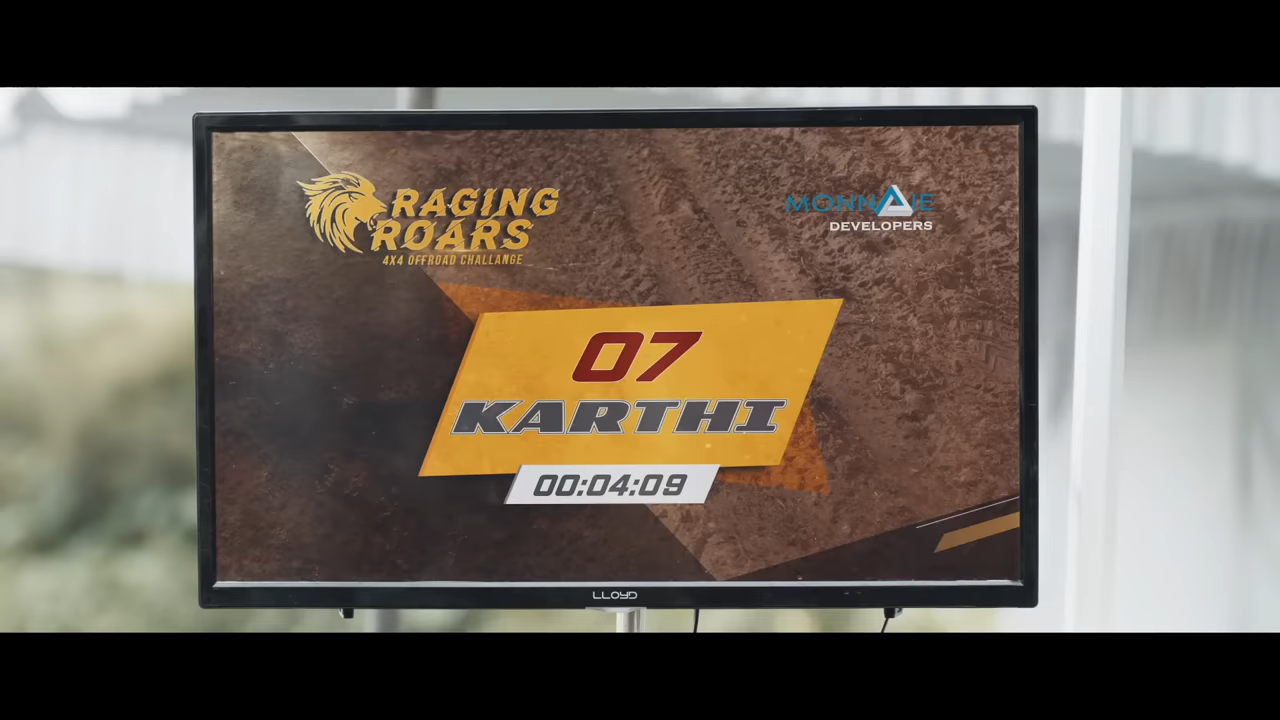 RAGING
ROARS
4X4 OFFROAD CHALLANGE
MONNAIE
DEVELOPERS
07
KARTHI
00:04:09
LLOYD